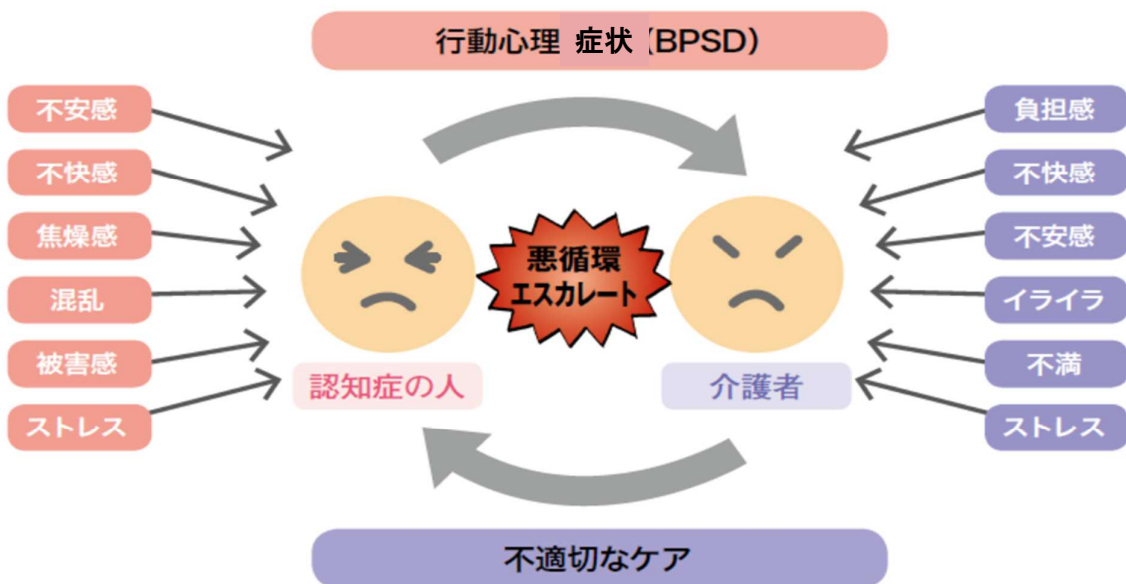 行動心理 症状 (BPSD)
不安感
不快感
焦燥感
混乱
被害感
ストレス
悪循環
エスカレート
認知症の人
介護者
負担感
不快感
不安感
イライラ
不満
ストレス
不適切なケア